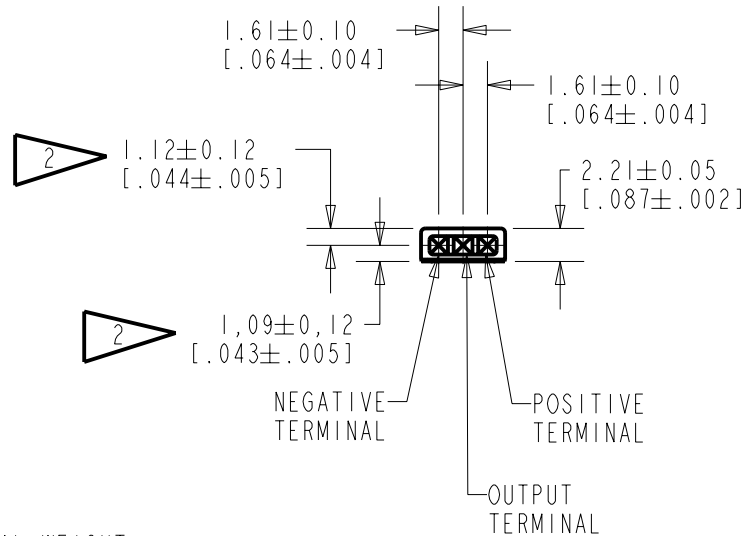 1.61±0.10
[.064±.004]
1.61±0.10
[.064±.004]
2
1.12±0.12
[.044±.005]
2.21±0.05
[.087±.002]
2
1,09±0,12
[.043±.005]
NEGATIVE
TERMINAL
POSITIVE
TERMINAL
OUTPUT
TERMINAL